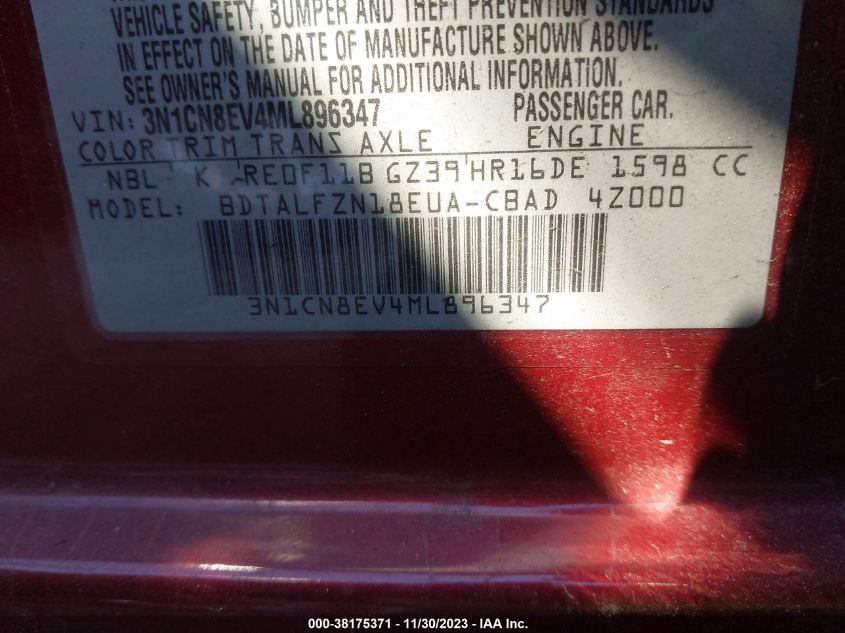 VEHICLE SAFETY, BUMPER AND THEFT PREVENTION STANDARDS
IN EFFECT ON THE DATE OF MANUFACTURE SHOWN ABOVE.
SEE OWNER'S MANUAL FOR ADDITIONAL INFORMATION.
VIN: 3N1CN8EV4ML896347 PASSENGER CAR.
COLOR TRIM TRANS AXLE ENGINE
NBL K RE0F11B GZ39 HR16DE 1598 CC
MODEL: BDTALFZN18EUA-CBAD 4Z000
3N1CN8EV4ML896347
000-38175371 - 11/30/2023 - IAA Inc.